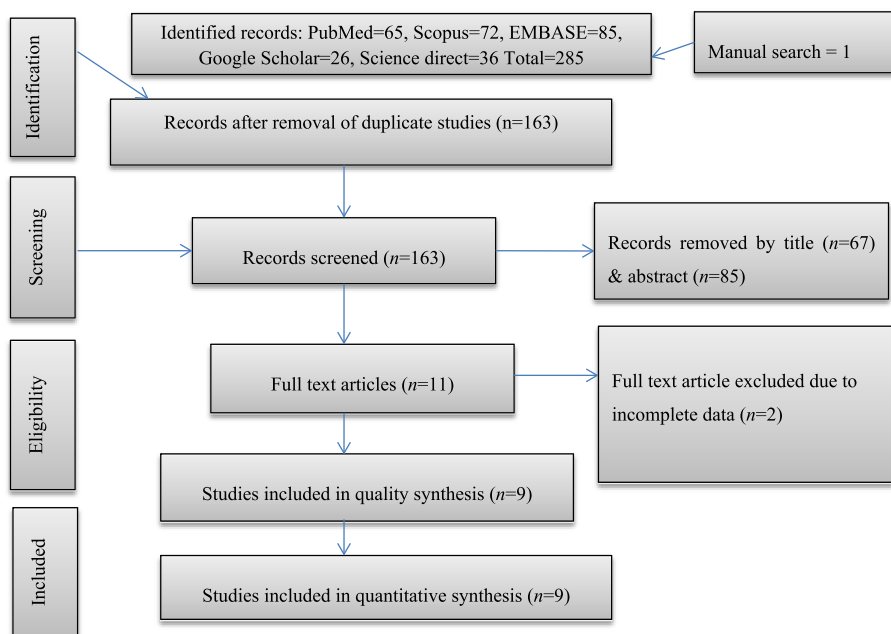 Identification
Identified records: PubMed=65, Scopus=72, EMBASE=85,
Google Scholar=26, Science direct=36 Total=285
Manual search = 1
Records after removal of duplicate studies (n=163)
Screening
Records screened (n=163)
Records removed by title (n=67)
& abstract (n=85)
Eligibility
Full text articles (n=11)
Full text article excluded due to
incomplete data (n=2)
Studies included in quality synthesis (n=9)
Included
Studies included in quantitative synthesis (n=9)